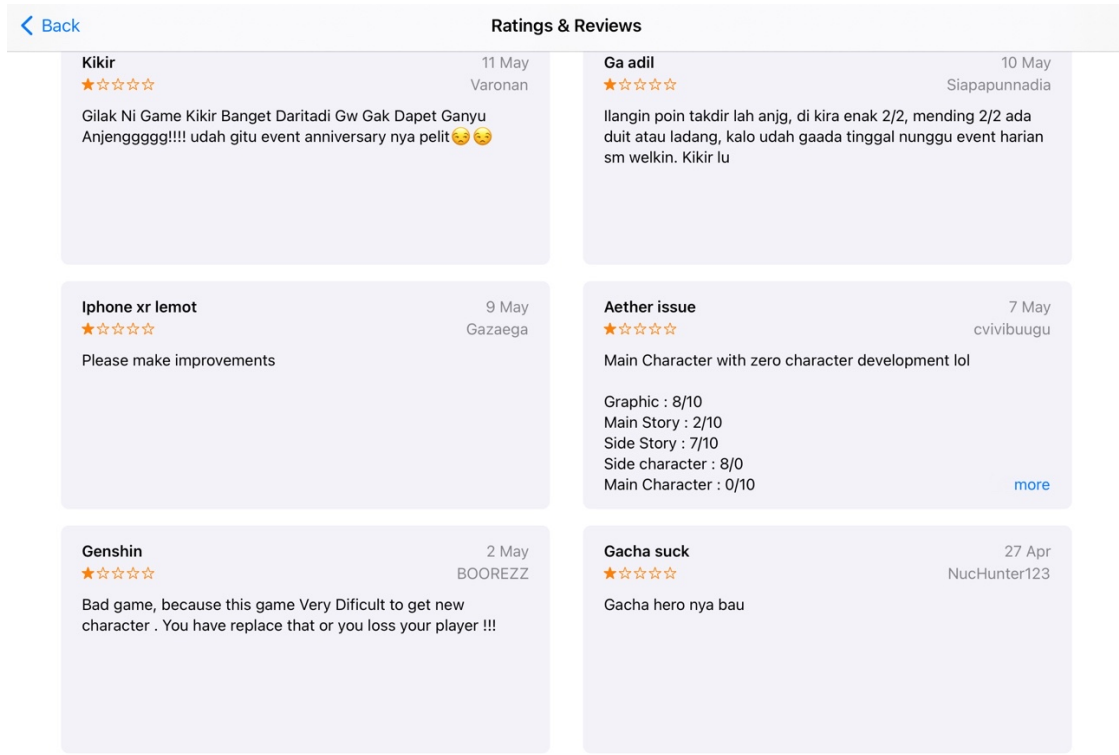 Back
Ratings & Reviews
Kikir
11 May
Varonan
Gilak Ni Game Kikir Banget Daritadi Gw Gak Dapet Ganyu
Anjenggggg!!!! udah gitu event anniversary nya pelit😒😒
Ga adil
10 May
Siapapunnadia
Ilangin poin takdir lah anjg, di kira enak 2/2, mending 2/2 ada
duit atau ladang, kalo udah gaada tinggal nunggu event harian
sm welkin. Kikir lu
Iphone xr lemot
9 May
Gazaega
Please make improvements
Aether issue
7 May
cvivibuugu
Main Character with zero character development lol
Graphic : 8/10
Main Story : 2/10
Side Story : 7/10
Side character : 8/0
Main Character : 0/10
more
Genshin
2 May
BOOREZZ
Bad game, because this game Very Dificult to get new
character . You have replace that or you loss your player !!!
Gacha suck
27 Apr
NucHunter123
Gacha hero nya bau